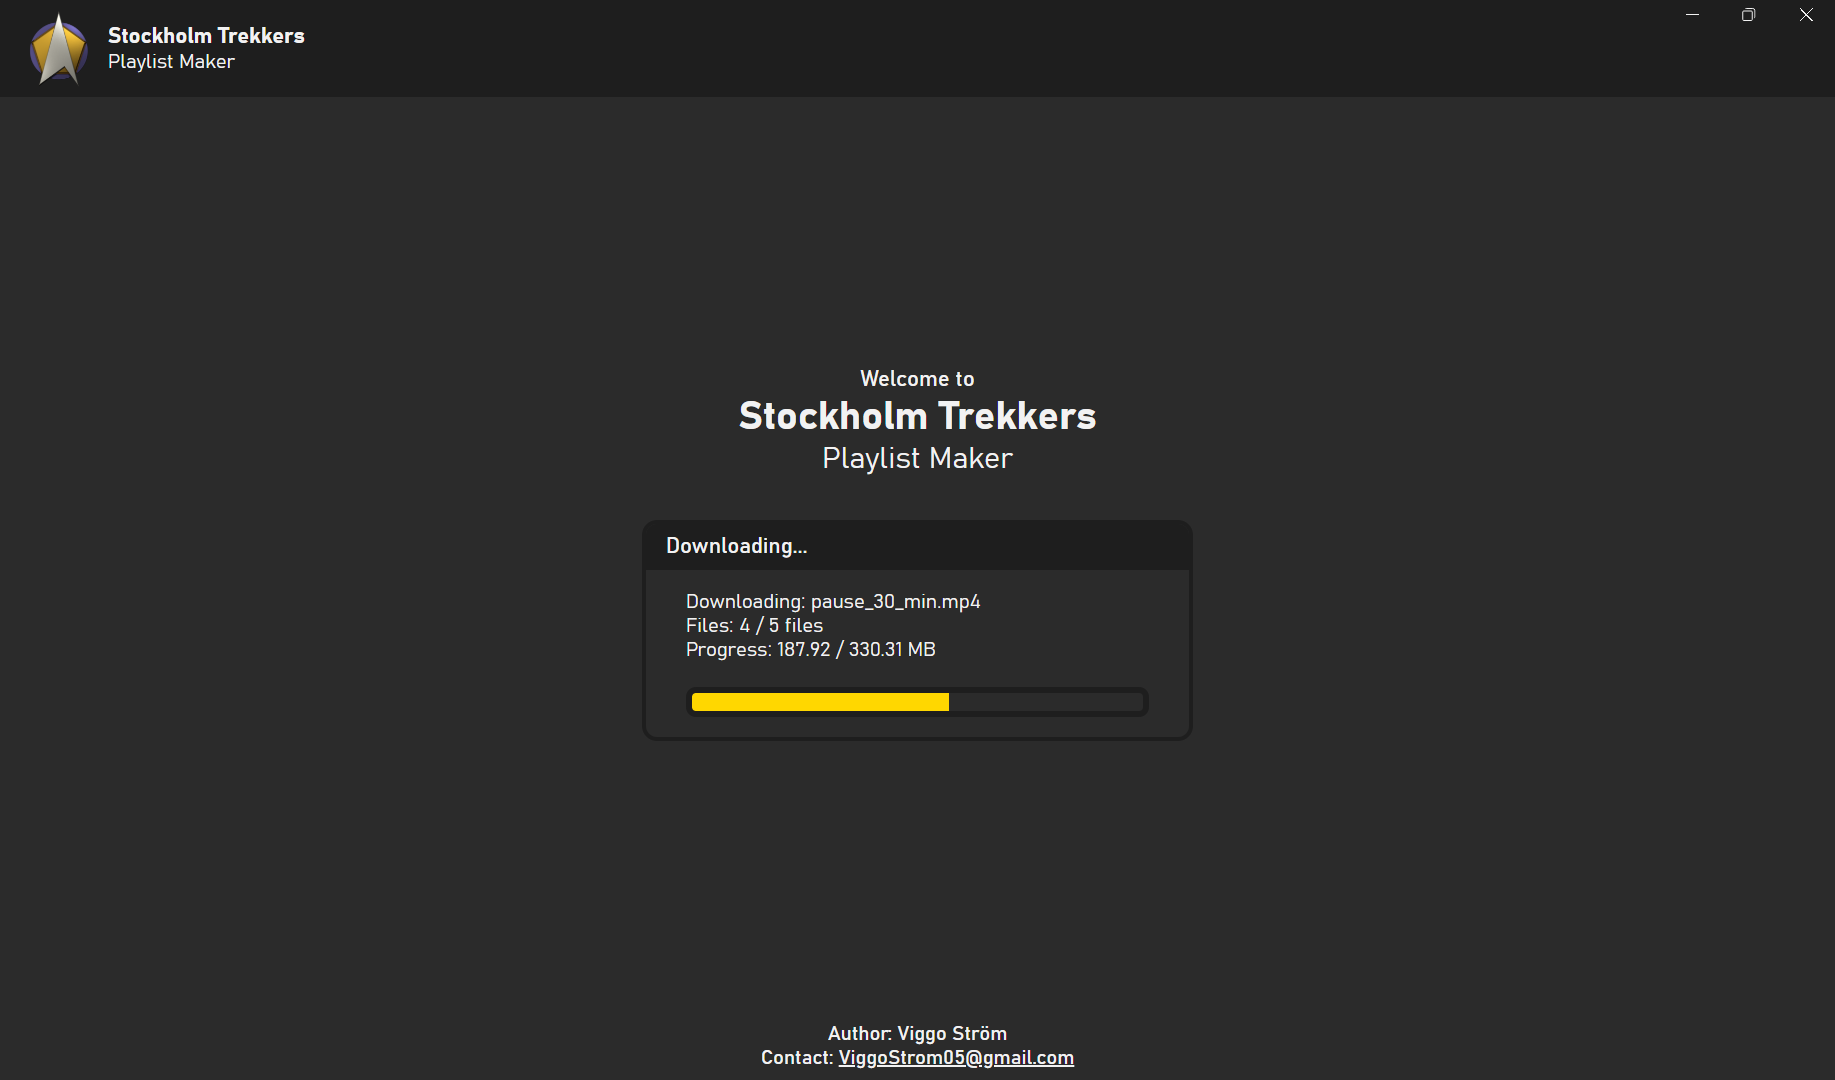 Stockholm Trekkers
Playlist Maker
Welcome to
Stockholm Trekkers
Playlist Maker
Downloading...
Downloading: pause_30_min.mp4
Files: 4 / 5 files
Progress: 187.92 / 330.31 MB
Author: Viggo Ström
Contact: ViggoStrom05@gmail.com